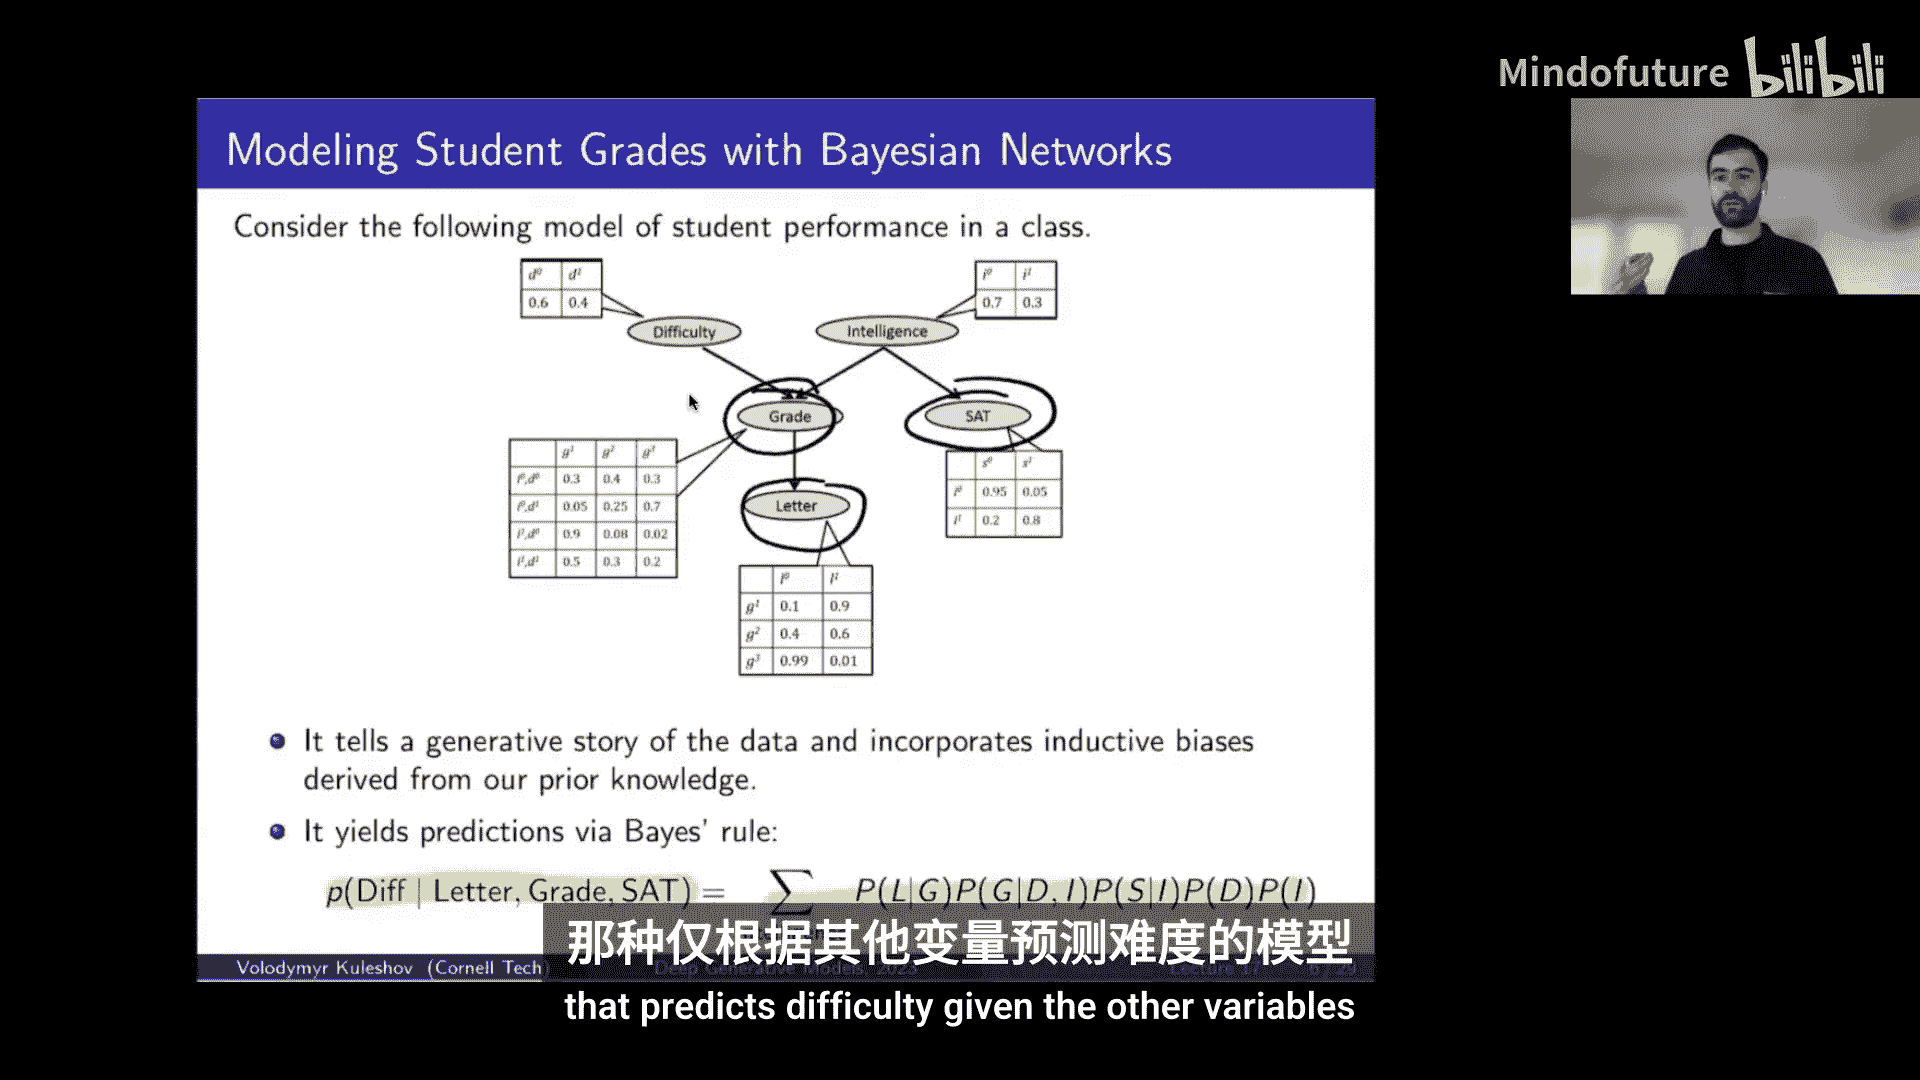 Mindofuture bilibili
Modeling Student Grades with Bayesian Networks
Consider the following model of student performance in a class.
d⁰ d¹
0.6 0.4
i⁰ i¹
0.7 0.3
Difficulty
Intelligence
Grade
SAT
g¹ g² g³
i⁰,d⁰ 0.3 0.4 0.3
i⁰,d¹ 0.05 0.25 0.7
i¹,d⁰ 0.9 0.08 0.02
i¹,d¹ 0.5 0.3 0.2
s⁰ s¹
i⁰ 0.95 0.05
i¹ 0.2 0.8
Letter
l⁰ l¹
g¹ 0.1 0.9
g² 0.4 0.6
g³ 0.99 0.01
It tells a generative story of the data and incorporates inductive biases
derived from our prior knowledge.
It yields predictions via Bayes' rule:
p(Diff | Letter, Grade, SAT) = ∑ P(L|G)P(G|D, I)P(S|I)P(D)P(I)
那种仅根据其他变量预测难度的模型
Volodymyr Kuleshov (Cornell Tech) Deep Generative Models, 2023 Lecture 17
that predicts difficulty given the other variables